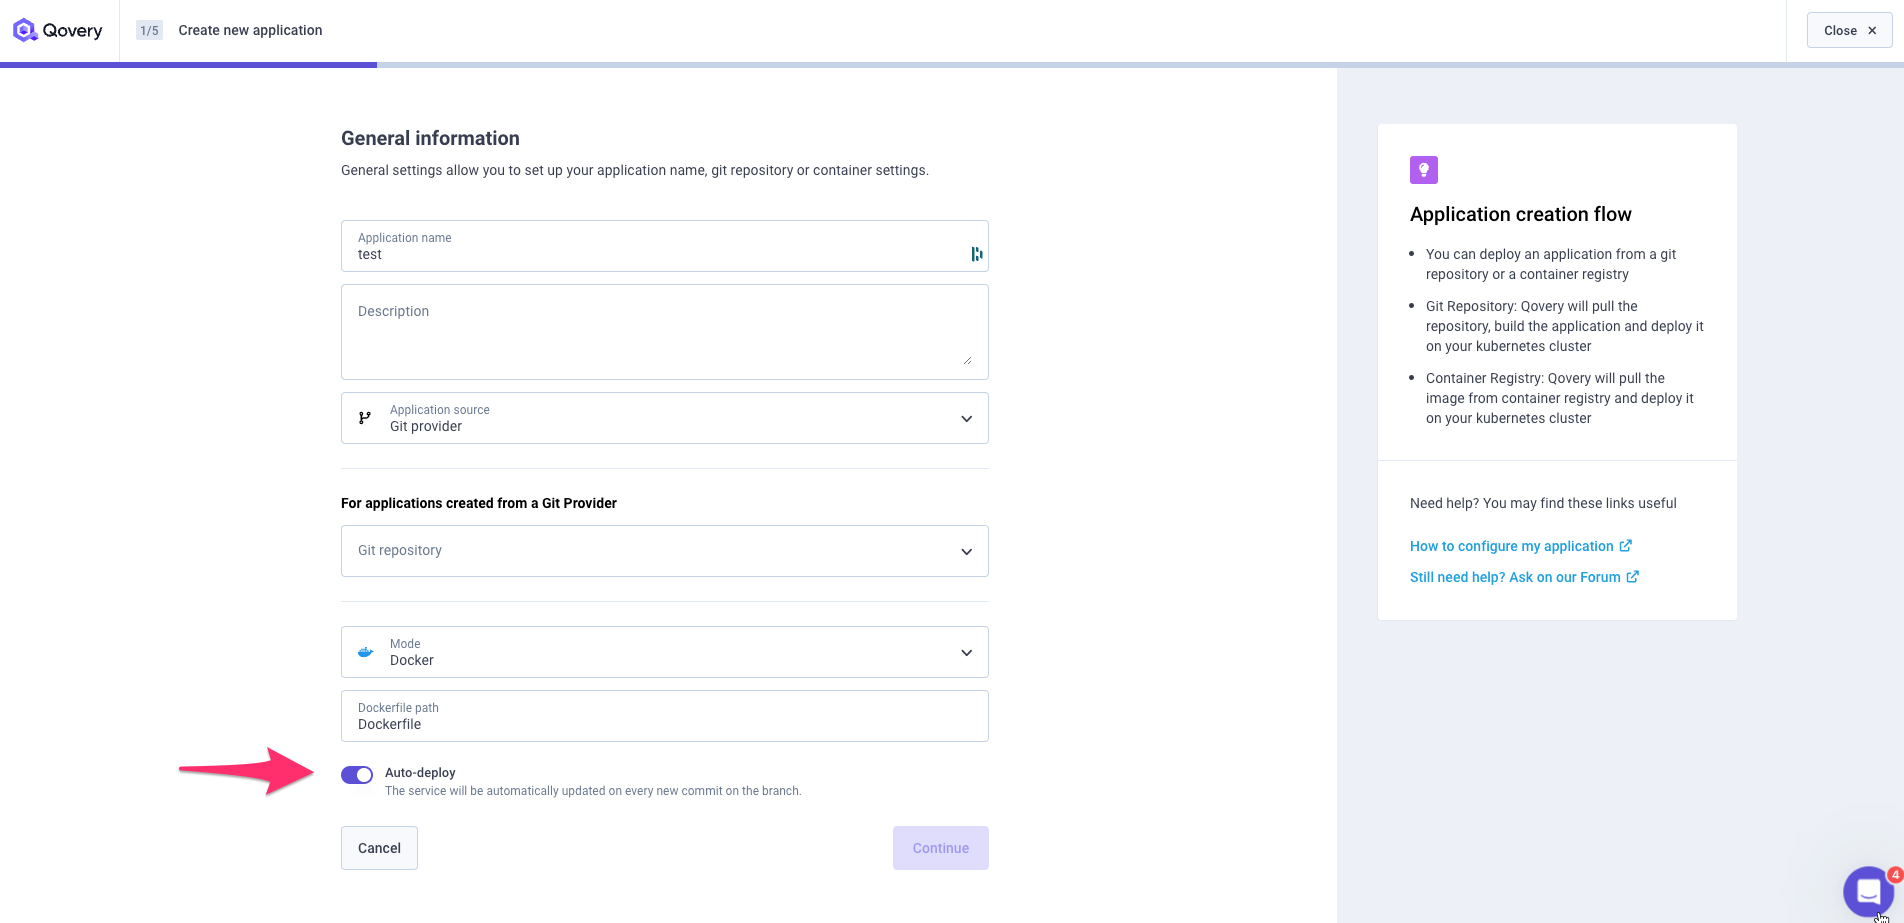 Qovery
1/5
Create new application
Close
General information
General settings allow you to set up your application name, git repository or container settings.
Application name
test
Description
Application source
Git provider
For applications created from a Git Provider
Git repository
Mode
Docker
Dockerfile path
Dockerfile
Auto-deploy
The service will be automatically updated on every new commit on the branch.
Cancel
Continue
Application creation flow
You can deploy an application from a git
repository or a container registry
Git Repository: Qovery will pull the
repository, build the application and deploy it
on your kubernetes cluster
Container Registry: Qovery will pull the
image from container registry and deploy it
on your kubernetes cluster
Need help? You may find these links useful
How to configure my application
Still need help? Ask on our Forum
4